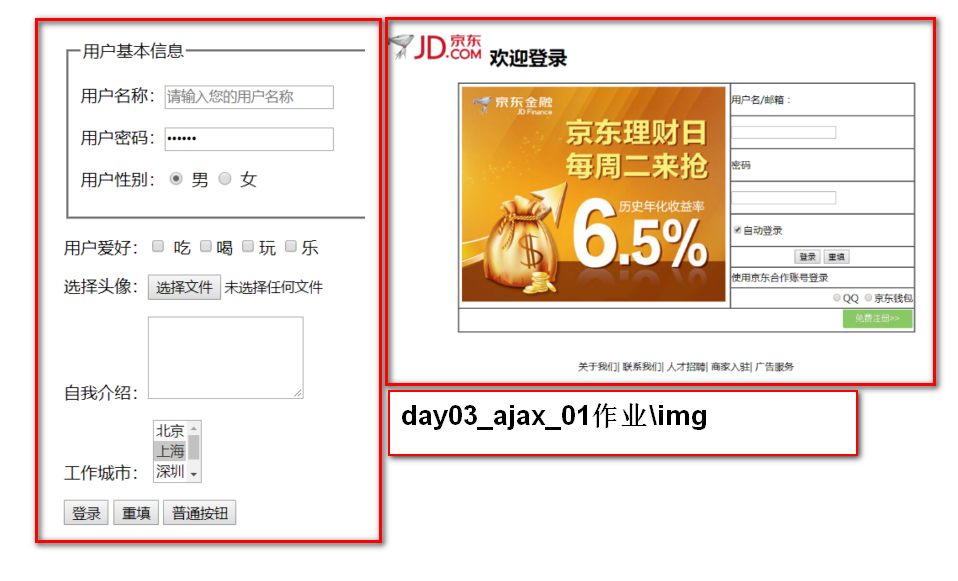 用户基本信息
用户名称： 请输入您的用户名称
用户密码： ••••••
用户性别： 男 女
用户爱好： 吃 喝 玩 乐
选择头像： 选择文件 未选择任何文件
自我介绍：
北京
上海
工作城市： 深圳
登录 重填 普通按钮
JD 京东
.COM 欢迎登录
京东金融
JD Finance
京东理财日
每周二来抢
历史年化收益率
6.5%
用户名/邮箱：
密码
自动登录
登录 重填
使用京东合作账号登录
QQ 京东钱包
免费注册>>
关于我们| 联系我们| 人才招聘| 商家入驻| 广告服务
day03_ajax_01作业\img